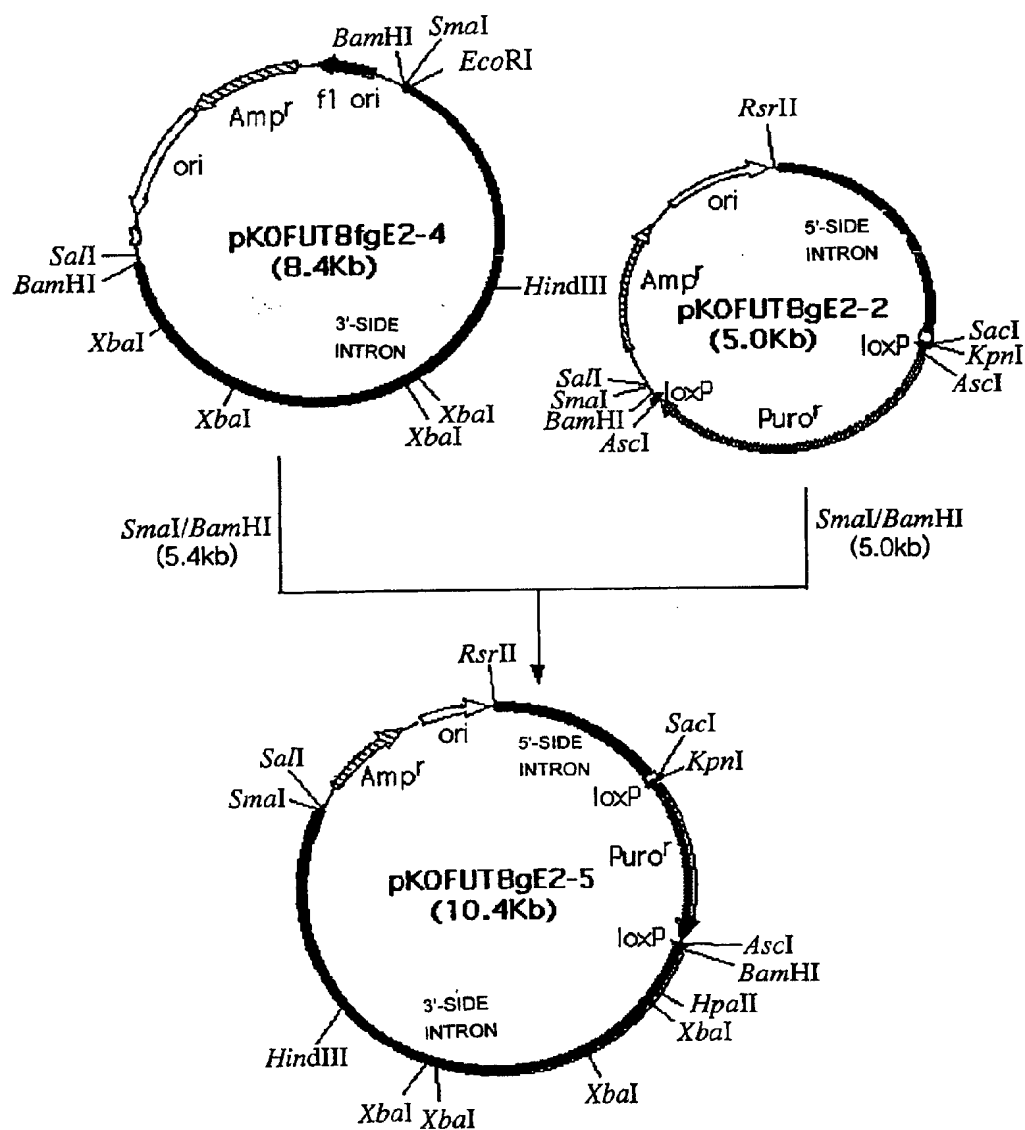 BamHI
SmaI
EcoRI
f1 ori
Ampr
ori
SalI
BamHI
XbaI
XbaI
XbaI
XbaI
HindIII
pKOFUT8fgE2-4
(8.4Kb)
3'-SIDE
INTRON
RsrII
ori
5'-SIDE
INTRON
Ampr
pKOFUT8gE2-2
(5.0Kb)
loxP
SacI
KpnI
AscI
SalI
SmaI
BamHI
AscI
loxP
Puror
SmaI/BamHI
(5.4kb)
SmaI/BamHI
(5.0kb)
RsrII
ori
5'-SIDE
INTRON
SacI
KpnI
loxP
Ampr
SalI
SmaI
Puror
pKOFUT8gE2-5
(10.4Kb)
loxP
AscI
BamHI
HpaII
XbaI
3'-SIDE
INTRON
HindIII
XbaI
XbaI
XbaI